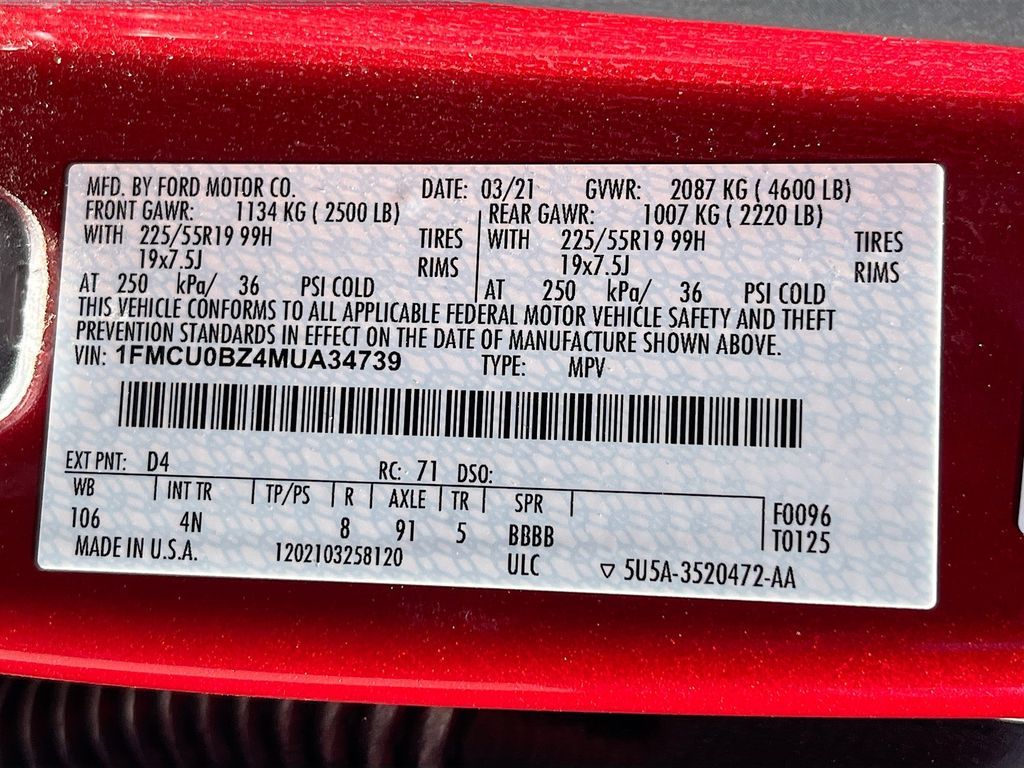 MFD. BY FORD MOTOR CO. DATE: 03/21 GVWR: 2087 KG ( 4600 LB)
FRONT GAWR: 1134 KG ( 2500 LB) REAR GAWR: 1007 KG ( 2220 LB)
WITH 225/55R19 99H TIRES WITH 225/55R19 99H TIRES
19x7.5J RIMS 19x7.5J RIMS
AT 250 kPa/ 36 PSI COLD AT 250 kPa/ 36 PSI COLD
THIS VEHICLE CONFORMS TO ALL APPLICABLE FEDERAL MOTOR VEHICLE SAFETY AND THEFT
PREVENTION STANDARDS IN EFFECT ON THE DATE OF MANUFACTURE SHOWN ABOVE.
VIN: 1FMCU0BZ4MUA34739 TYPE: MPV
EXT PNT: D4 RC: 71 DSO:
WB INT TR TP/PS R AXLE TR SPR
106 4N 8 91 5 BBBB F0096
MADE IN U.S.A. 1202103258120 ULC T0125
▽ 5U5A-3520472-AA